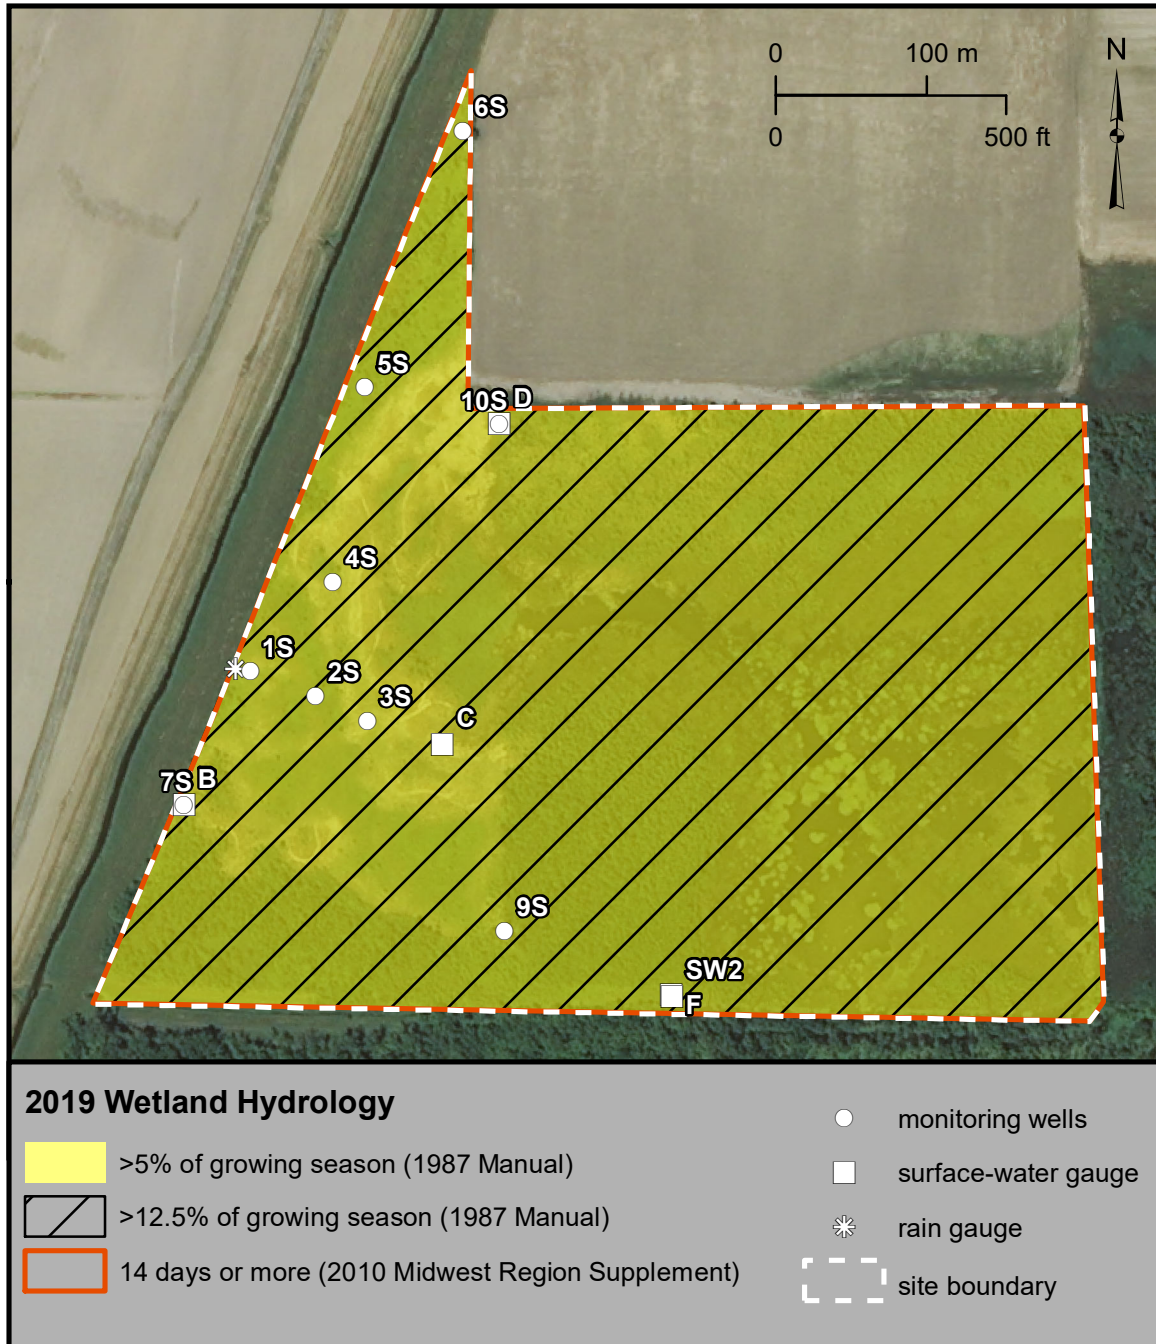 0 100 m
N
0 500 ft
6S
5S
10S D
4S
1S
2S
3S
C
7S B
9S
SW2
F
2019 Wetland Hydrology
>5% of growing season (1987 Manual)
>12.5% of growing season (1987 Manual)
14 days or more (2010 Midwest Region Supplement)
monitoring wells
surface-water gauge
rain gauge
site boundary